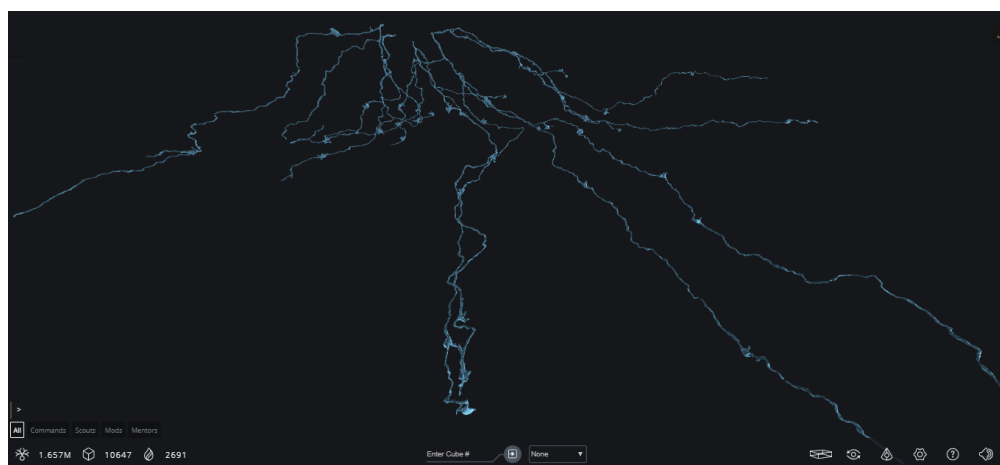 >
All Commands Scouts Mods Mentors
1.657M 10647 2691 Enter Cube # None ▼ ?